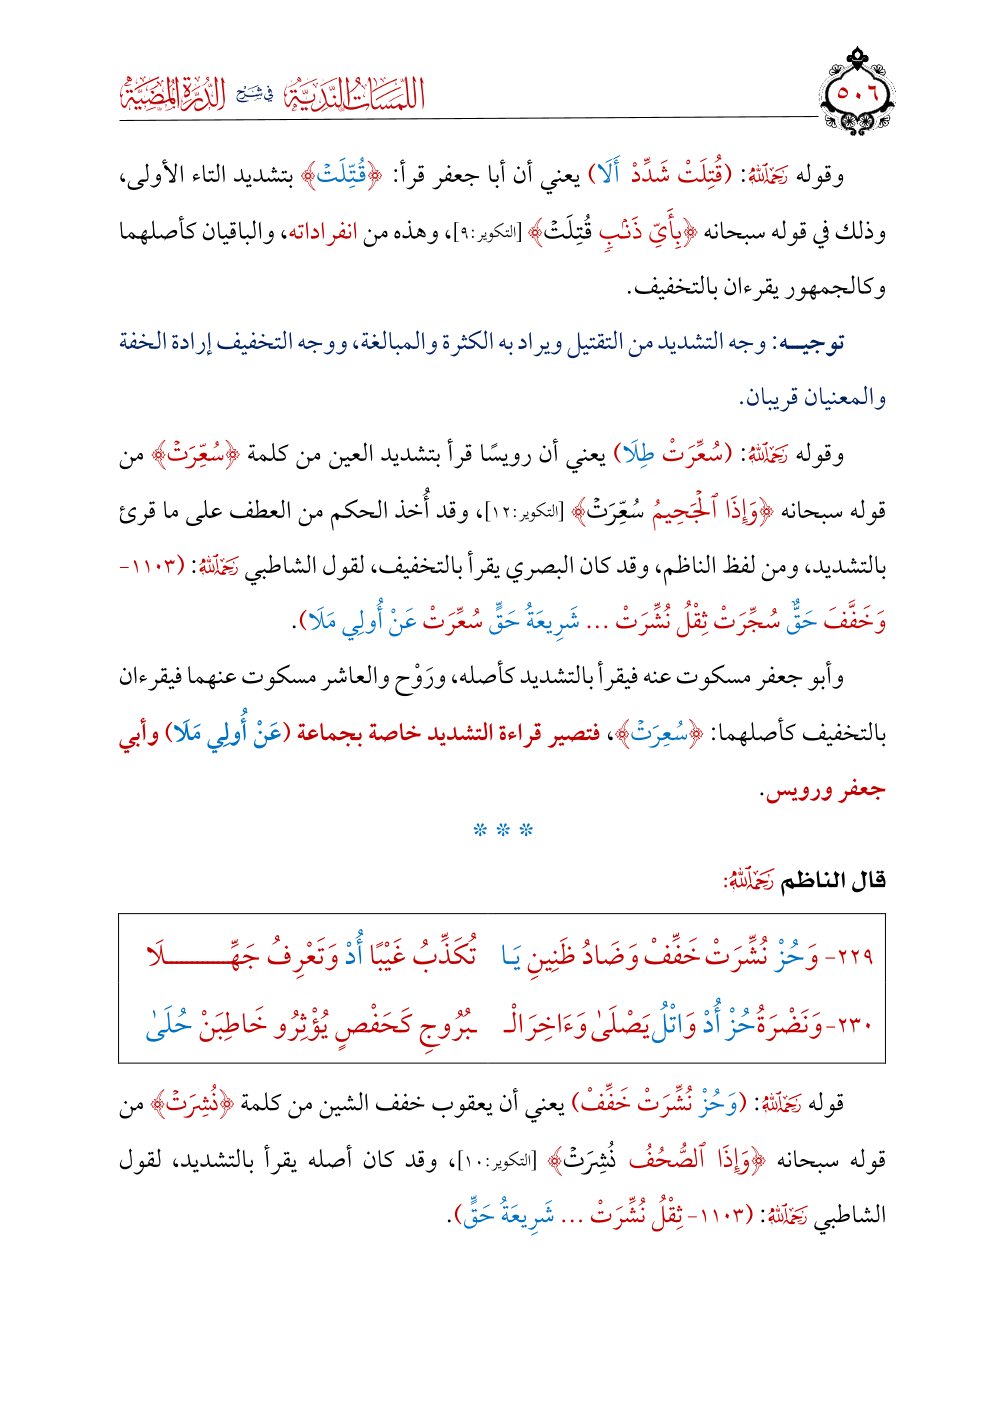 ٥٠٦
اللمسات الندية في شرح الدرة المضية
وقوله رَحِمَهُ ٱللَّهُ: (قُتِلَتْ شَدِّدْ أَلَا) يعني أن أبا جعفر قرأ: ﴿قُتِّلَتْ﴾ بتشديد التاء الأولى،
وذلك في قوله سبحانه ﴿بِأَيِّ ذَنۢبٖ قُتِلَتْ﴾ [التكوير:٩]، وهذه من انفراداته، والباقيان كأصلهما
وكالجمهور يقرءان بالتخفيف.
توجيــه: وجه التشديد من التقتيل ويراد به الكثرة والمبالغة، ووجه التخفيف إرادة الخفة
والمعنيان قريبان.
وقوله رَحِمَهُ ٱللَّهُ: (سُعِّرَتْ طِلَا) يعني أن رويسًا قرأ بتشديد العين من كلمة ﴿سُعِّرَتْ﴾ من
قوله سبحانه ﴿وَإِذَا ٱلْجَحِيمُ سُعِّرَتْ﴾ [التكوير:١٢]، وقد أُخذ الحكم من العطف على ما قرئ
بالتشديد، ومن لفظ الناظم، وقد كان البصري يقرأ بالتخفيف، لقول الشاطبي رَحِمَهُ ٱللَّهُ: (١١٠٣-
وَخَفَّفَ حَقٌّ سُجِّرَتْ ثِقْلُ نُشِّرَتْ ... شَرِيعَةُ حَقٍّ سُعِّرَتْ عَنْ أُولِي مَلَا).
وأبو جعفر مسكوت عنه فيقرأ بالتشديد كأصله، ورَوْح والعاشر مسكوت عنهما فيقرءان
بالتخفيف كأصلهما: ﴿سُعِرَتْ﴾، فتصير قراءة التشديد خاصة بجماعة (عَنْ أُولِي مَلَا) وأبي
جعفر ورويس.
* * *
قال الناظم رَحِمَهُ ٱللَّهُ:
٢٢٩- وَحُزْ نُشِّرَتْ خَفِّفْ وَضَادُ ظَنِينِ يَا تُكَذِّبُ غَيْبًا أُدْ وَتَعْرِفُ جَهِّـــــــلَا
٢٣٠- وَنَضْرَةُ حُزْ أُدْ وَاتْلُ يَصْلَىٰ وَءَاخِرَ الْـ ـبُرُوجِ كَحَفْصٍ يُؤْثِرُو خَاطِبَنْ حُلَىٰ
قوله رَحِمَهُ ٱللَّهُ: (وَحُزْ نُشِّرَتْ خَفِّفْ) يعني أن يعقوب خفف الشين من كلمة ﴿نُشِرَتْ﴾ من
قوله سبحانه ﴿وَإِذَا ٱلصُّحُفُ نُشِرَتْ﴾ [التكوير:١٠]، وقد كان أصله يقرأ بالتشديد، لقول
الشاطبي رَحِمَهُ ٱللَّهُ: (١١٠٣- ثِقْلُ نُشِّرَتْ ... شَرِيعَةُ حَقٍّ).